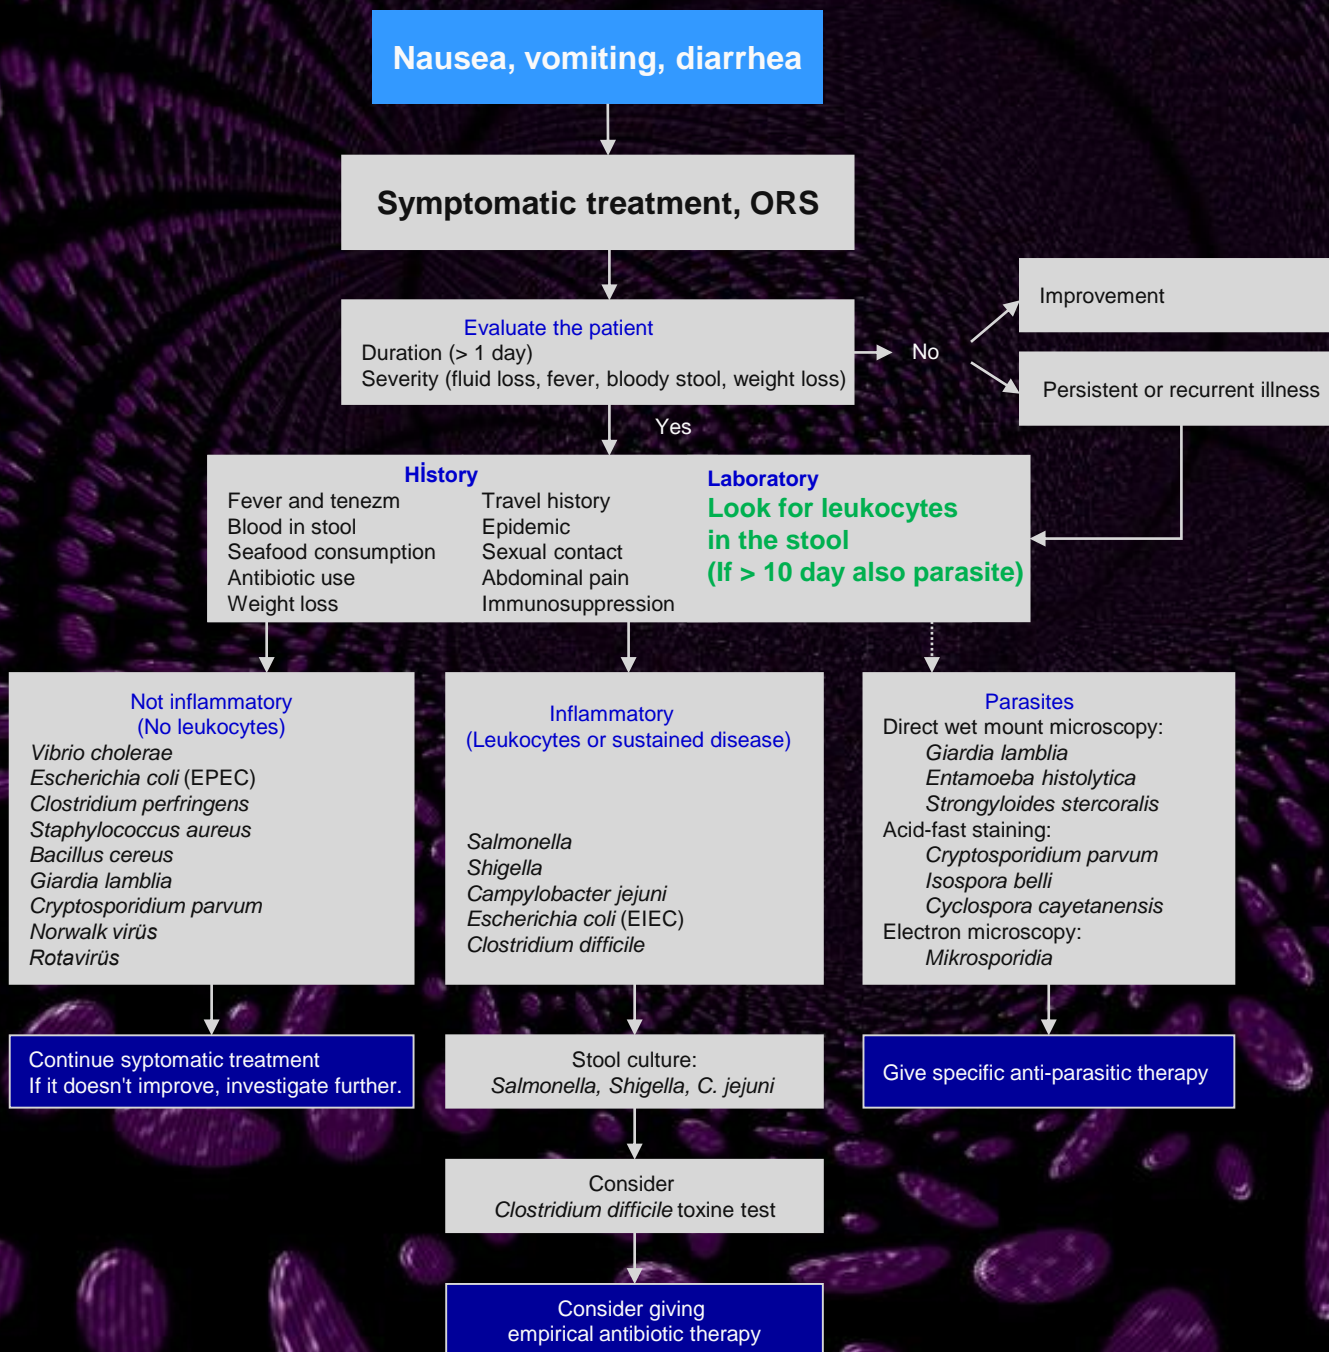 Nausea, vomiting, diarrhea
Symptomatic treatment, ORS
Evaluate the patient
Duration (> 1 day)
Severity (fluid loss, fever, bloody stool, weight loss)
No
Improvement
Persistent or recurrent illness
Yes
Hİstory
Fever and tenezm
Blood in stool
Seafood consumption
Antibiotic use
Weight loss
Travel history
Epidemic
Sexual contact
Abdominal pain
Immunosuppression
Laboratory
Look for leukocytes
in the stool
(If > 10 day also parasite)
Not inflammatory
(No leukocytes)
Vibrio cholerae
Escherichia coli (EPEC)
Clostridium perfringens
Staphylococcus aureus
Bacillus cereus
Giardia lamblia
Cryptosporidium parvum
Norwalk virüs
Rotavirüs
Inflammatory
(Leukocytes or sustained disease)
Salmonella
Shigella
Campylobacter jejuni
Escherichia coli (EIEC)
Clostridium difficile
Parasites
Direct wet mount microscopy:
Giardia lamblia
Entamoeba histolytica
Strongyloides stercoralis
Acid-fast staining:
Cryptosporidium parvum
Isospora belli
Cyclospora cayetanensis
Electron microscopy:
Mikrosporidia
Continue syptomatic treatment
If it doesn't improve, investigate further.
Stool culture:
Salmonella, Shigella, C. jejuni
Give specific anti-parasitic therapy
Consider
Clostridium difficile toxine test
Consider giving
empirical antibiotic therapy